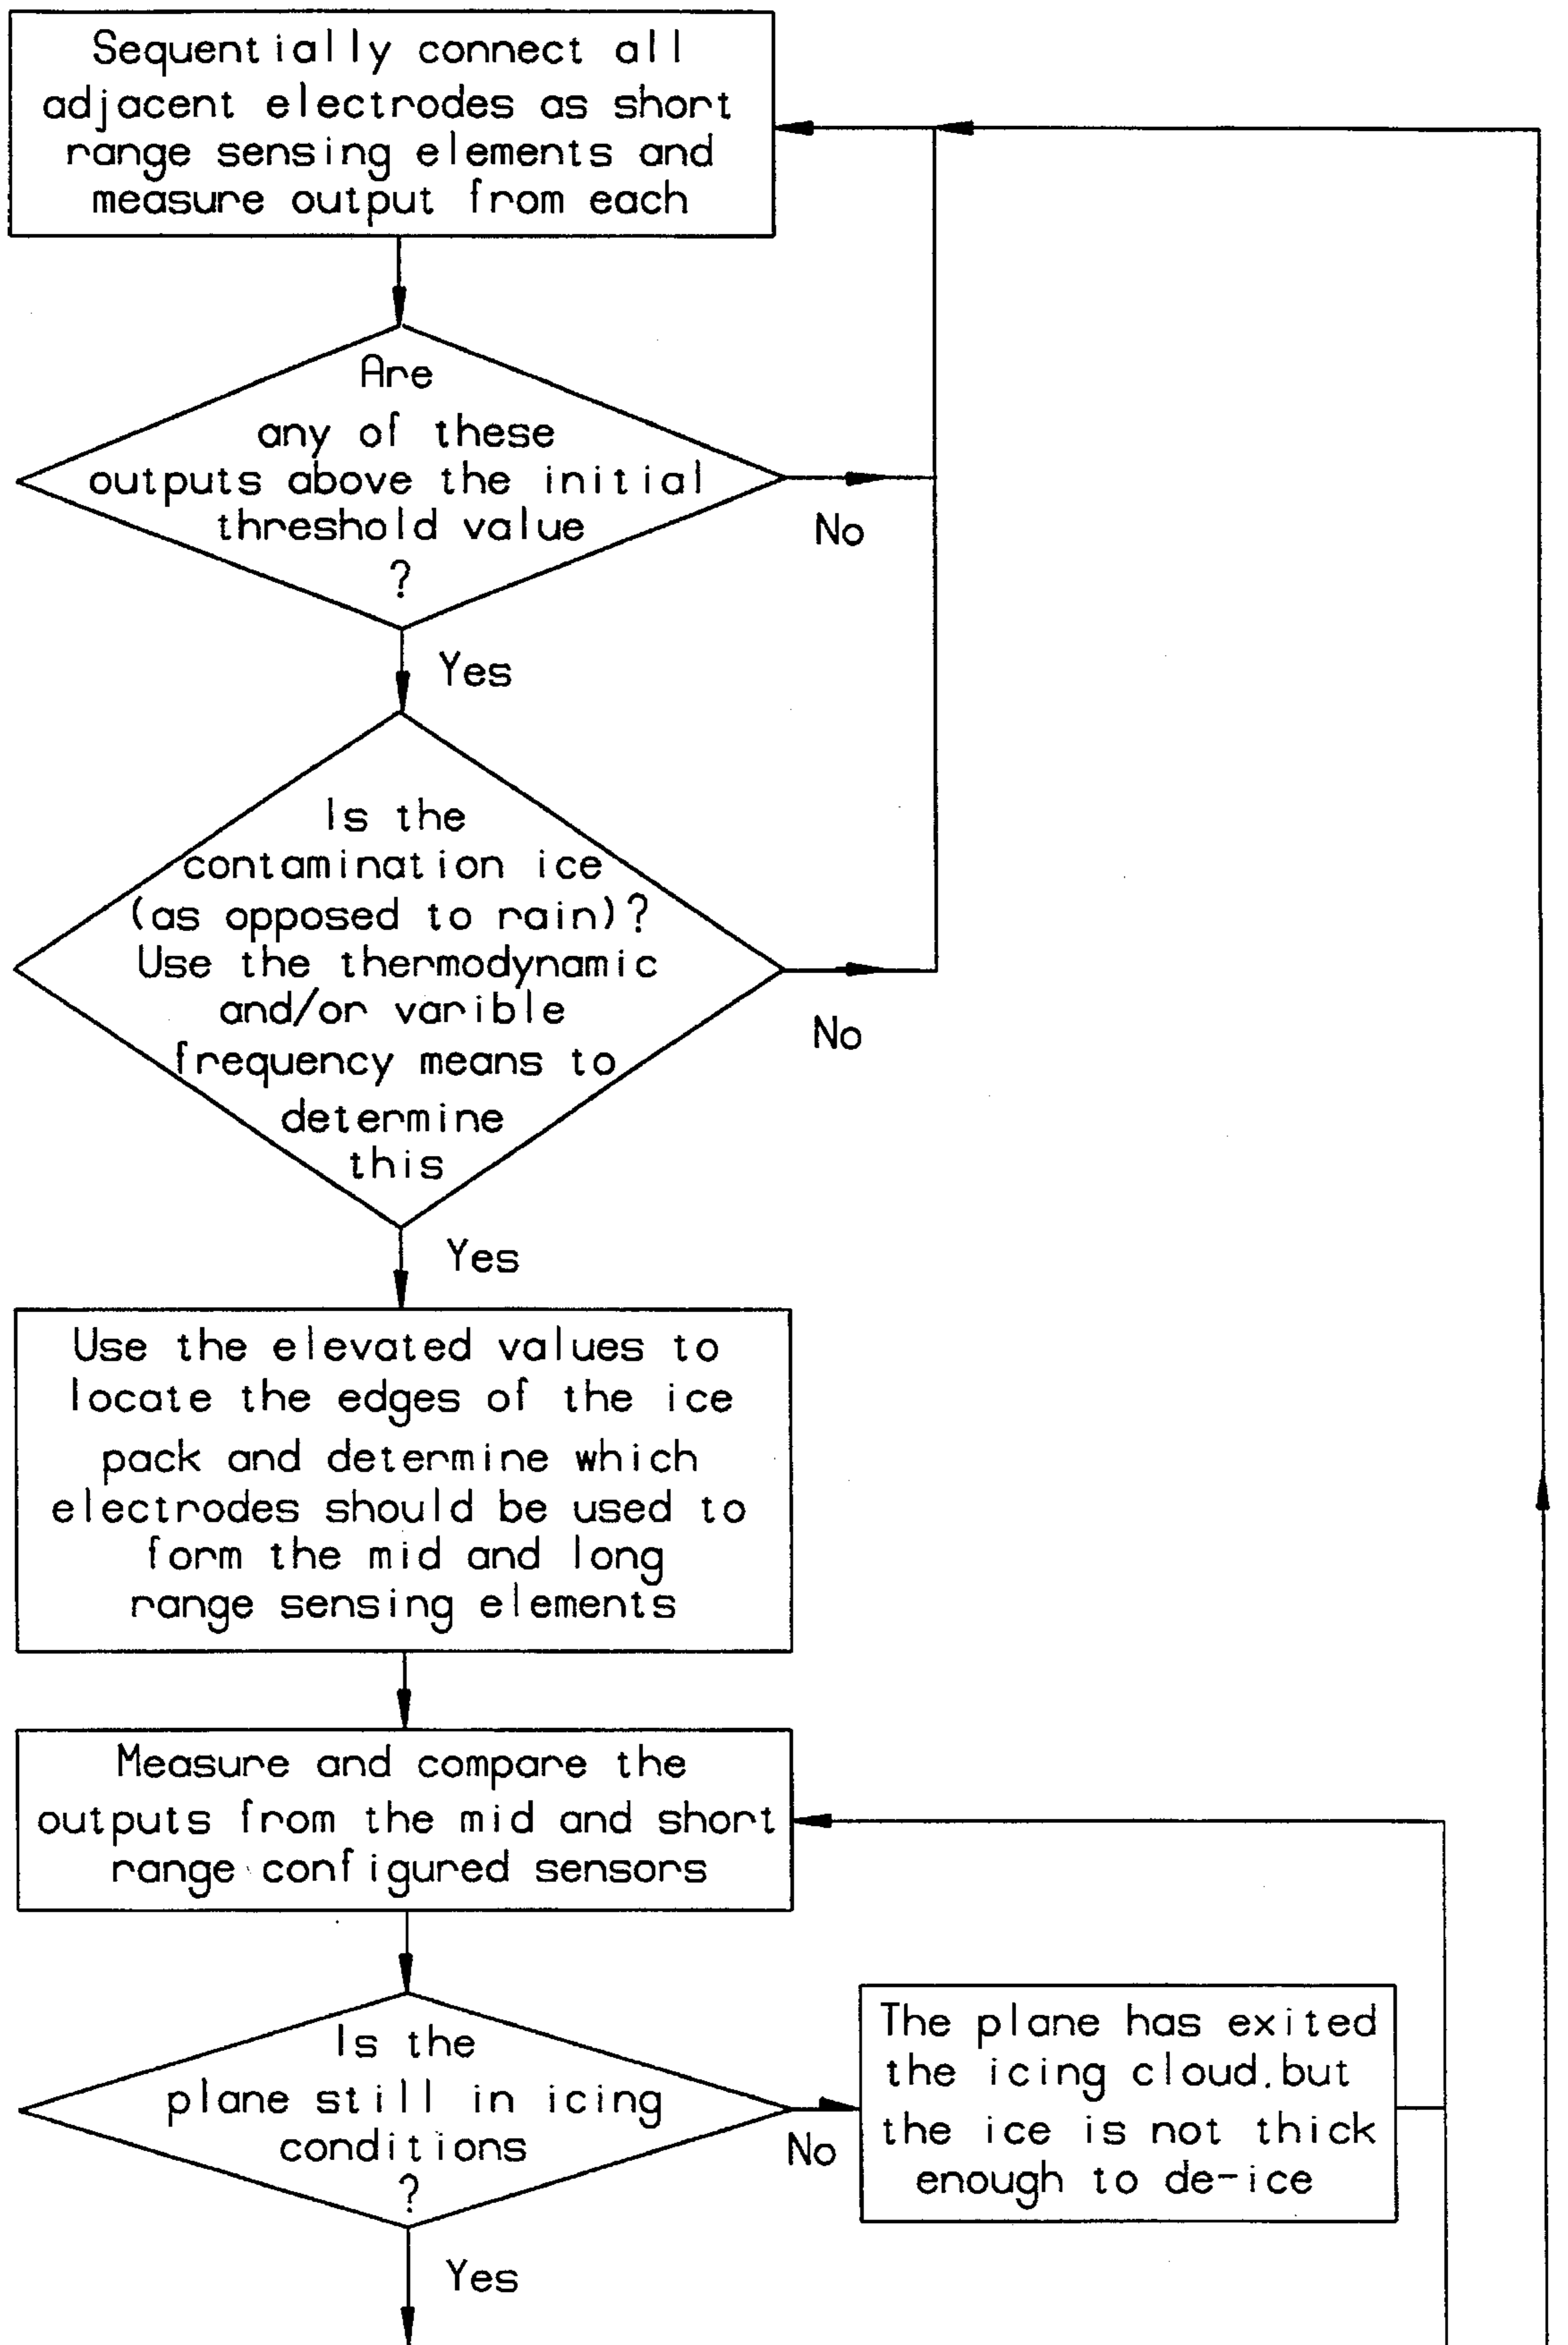 Sequentially connect all
adjacent electrodes as short
range sensing elements and
measure output from each
Are
any of these
outputs above the initial
threshold value
?
No
Yes
Is the
contamination ice
(as opposed to rain)?
Use the thermodynamic
and/or varible
frequency means to
determine
this
No
Yes
Use the elevated values to
locate the edges of the ice
pack and determine which
electrodes should be used to
form the mid and long
range sensing elements
Measure and compare the
outputs from the mid and short
range configured sensors
Is the
plane still in icing
conditions
?
No
The plane has exited
the icing cloud,but
the ice is not thick
enough to de-ice
Yes